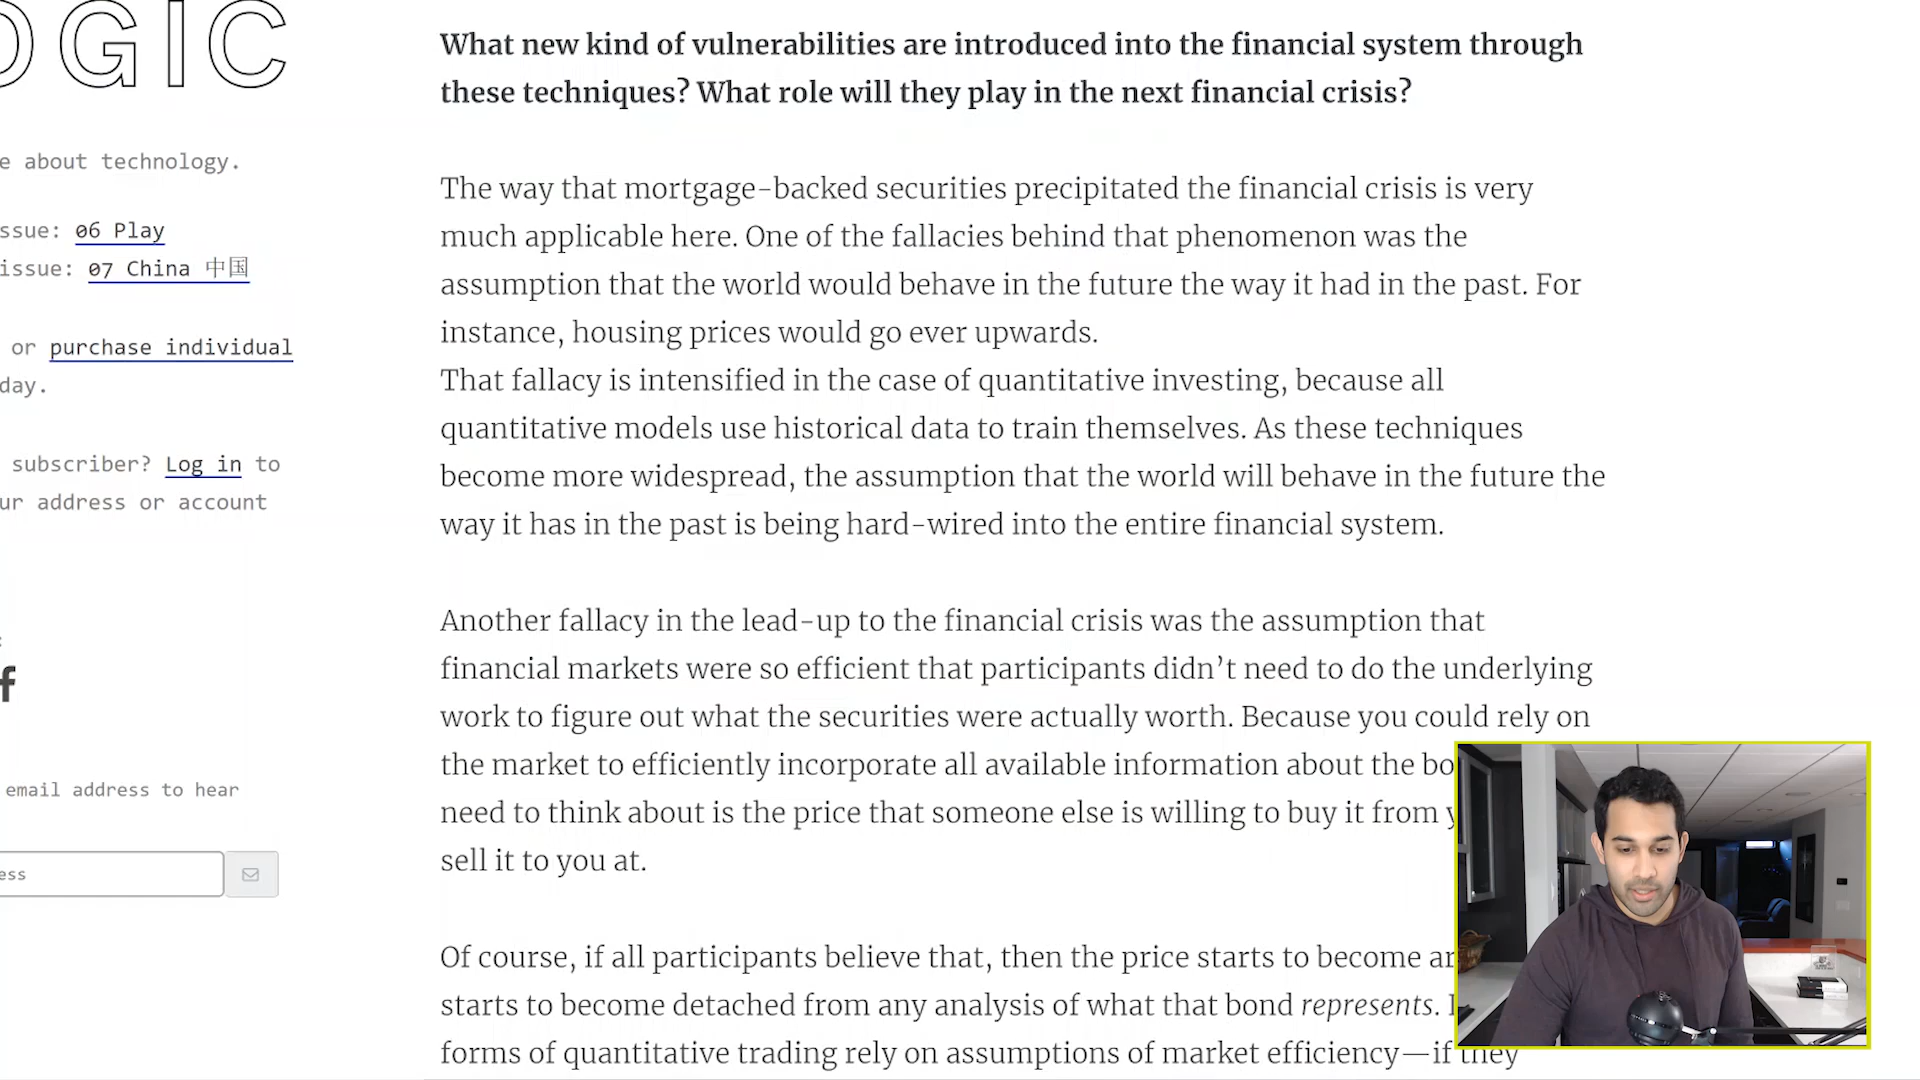 OGIC
e about technology.
ssue: 06 Play
issue: 07 China 中国
or purchase individual
day.
subscriber? Log in to
ur address or account
:
f
email address to hear
ess
What new kind of vulnerabilities are introduced into the financial system through
these techniques? What role will they play in the next financial crisis?
The way that mortgage-backed securities precipitated the financial crisis is very
much applicable here. One of the fallacies behind that phenomenon was the
assumption that the world would behave in the future the way it had in the past. For
instance, housing prices would go ever upwards.
That fallacy is intensified in the case of quantitative investing, because all
quantitative models use historical data to train themselves. As these techniques
become more widespread, the assumption that the world will behave in the future the
way it has in the past is being hard-wired into the entire financial system.
Another fallacy in the lead-up to the financial crisis was the assumption that
financial markets were so efficient that participants didn’t need to do the underlying
work to figure out what the securities were actually worth. Because you could rely on
the market to efficiently incorporate all available information about the bo
need to think about is the price that someone else is willing to buy it from y
sell it to you at.
Of course, if all participants believe that, then the price starts to become ar
starts to become detached from any analysis of what that bond represents.
forms of quantitative trading rely on assumptions of market efficiency—if they